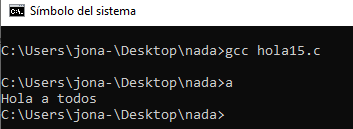 Símbolo del sistema
C:\Users\jona-\Desktop\nada>gcc hola15.c
C:\Users\jona-\Desktop\nada>a
Hola a todos
C:\Users\jona-\Desktop\nada>